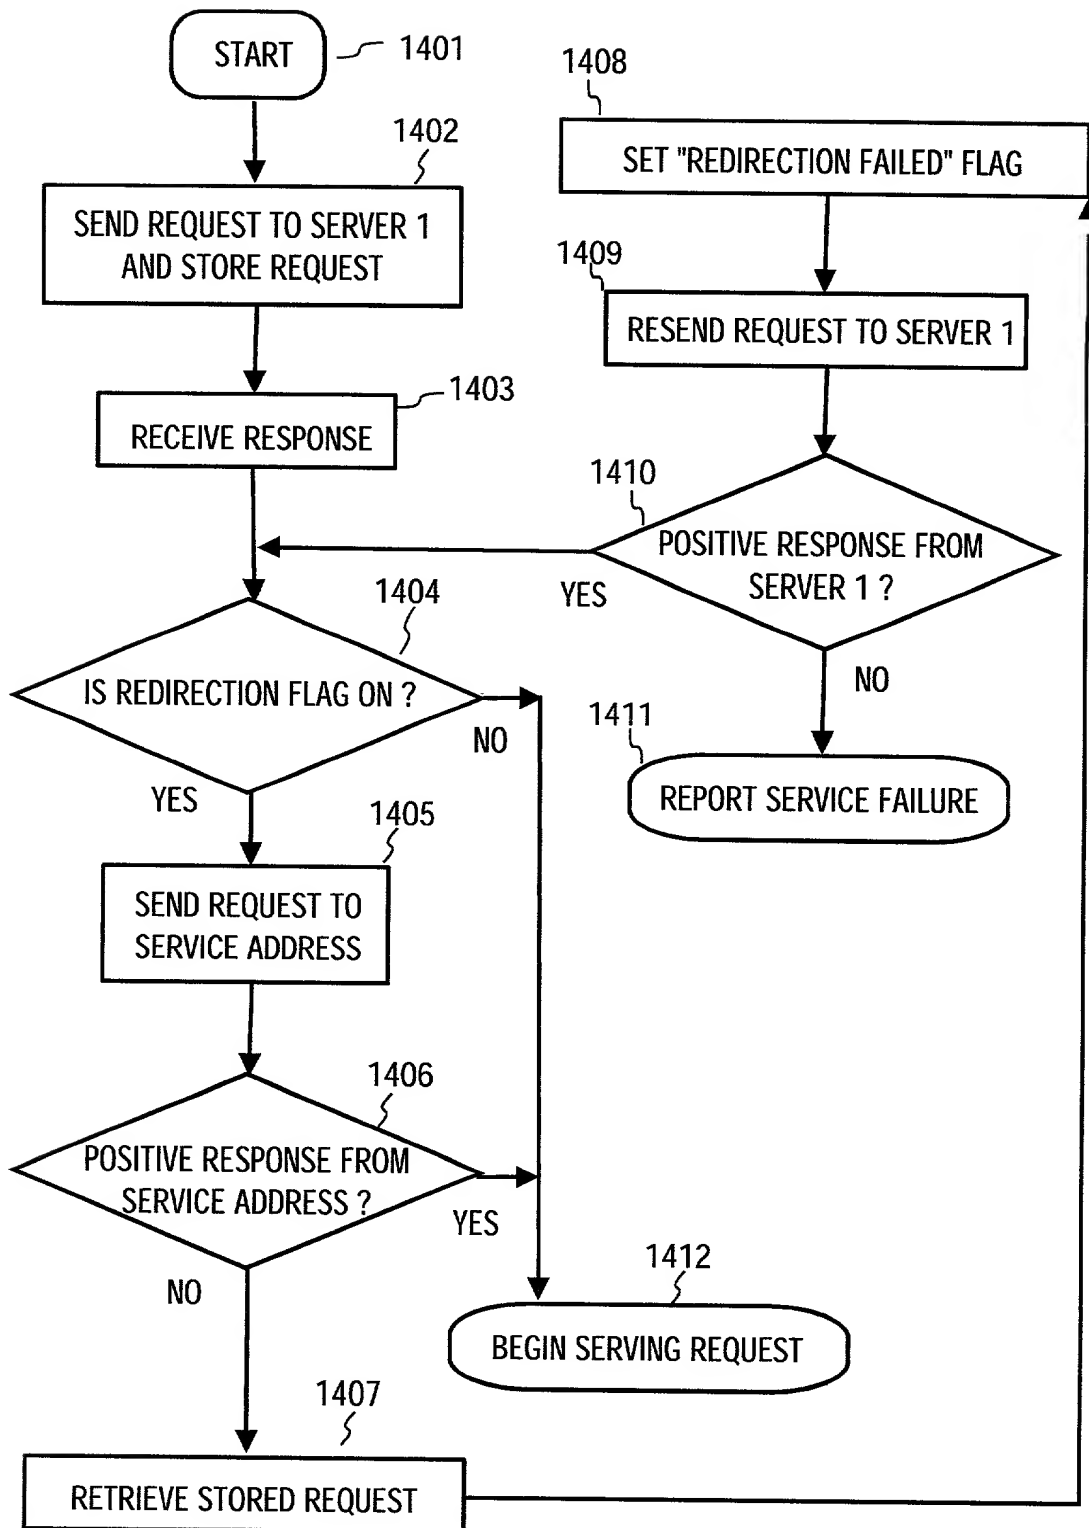 START
1401
1402
SEND REQUEST TO SERVER 1
AND STORE REQUEST
1403
RECEIVE RESPONSE
1404
IS REDIRECTION FLAG ON ?
NO
YES
1405
SEND REQUEST TO
SERVICE ADDRESS
1406
POSITIVE RESPONSE FROM
SERVICE ADDRESS ?
YES
NO
1407
RETRIEVE STORED REQUEST
1408
SET "REDIRECTION FAILED" FLAG
1409
RESEND REQUEST TO SERVER 1
1410
POSITIVE RESPONSE FROM
SERVER 1 ?
YES
NO
1411
REPORT SERVICE FAILURE
1412
BEGIN SERVING REQUEST